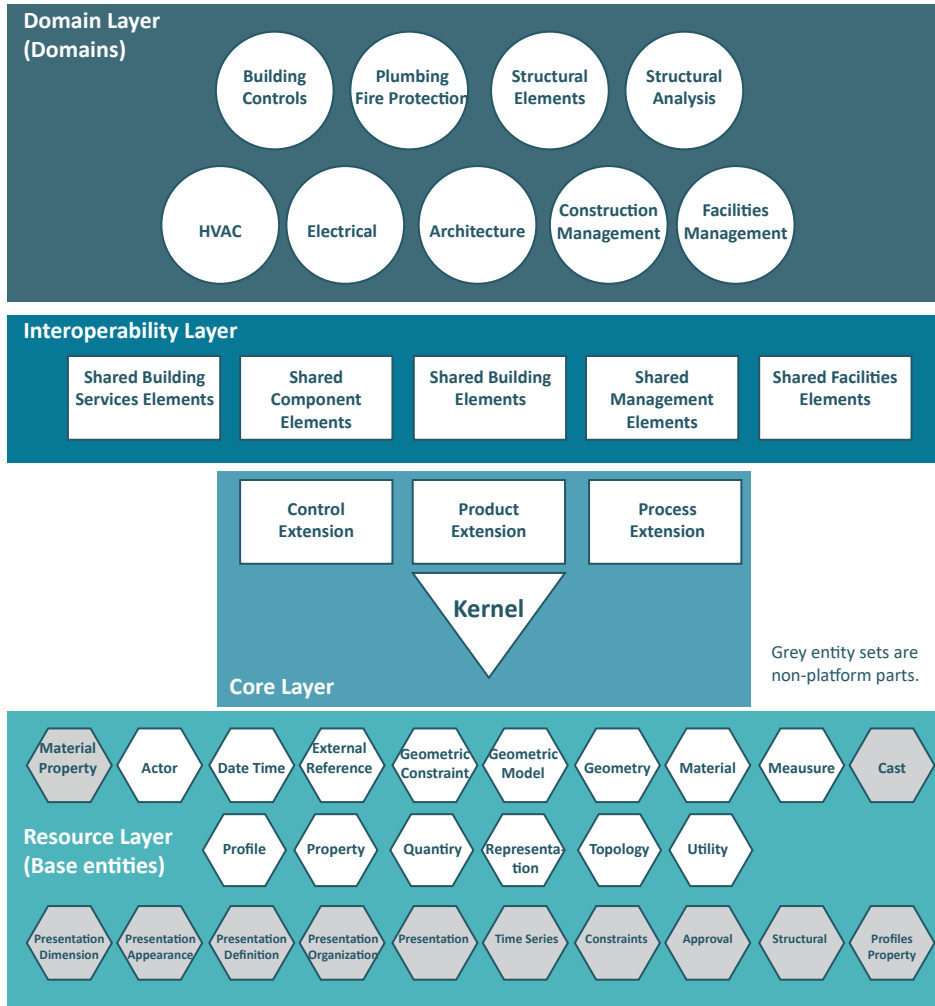 Domain Layer
(Domains)
Building
Controls
Plumbing
Fire Protection
Structural
Elements
Structural
Analysis
HVAC
Electrical
Architecture
Construction
Management
Facilities
Management
Interoperability Layer
Shared Building
Services Elements
Shared
Component
Elements
Shared Building
Elements
Shared
Management
Elements
Shared Facilities
Elements
Control
Extension
Product
Extension
Process
Extension
Kernel
Core Layer
Grey entity sets are
non-platform parts.
Material
Property
Actor
Date Time
External
Reference
Geometric
Constraint
Geometric
Model
Geometry
Material
Meausure
Cast
Resource Layer
(Base entities)
Profile
Property
Quantiry
Representa-
tion
Topology
Utility
Presentation
Dimension
Presentation
Appearance
Presentation
Definition
Presentation
Organization
Presentation
Time Series
Constraints
Approval
Structural
Profiles
Property